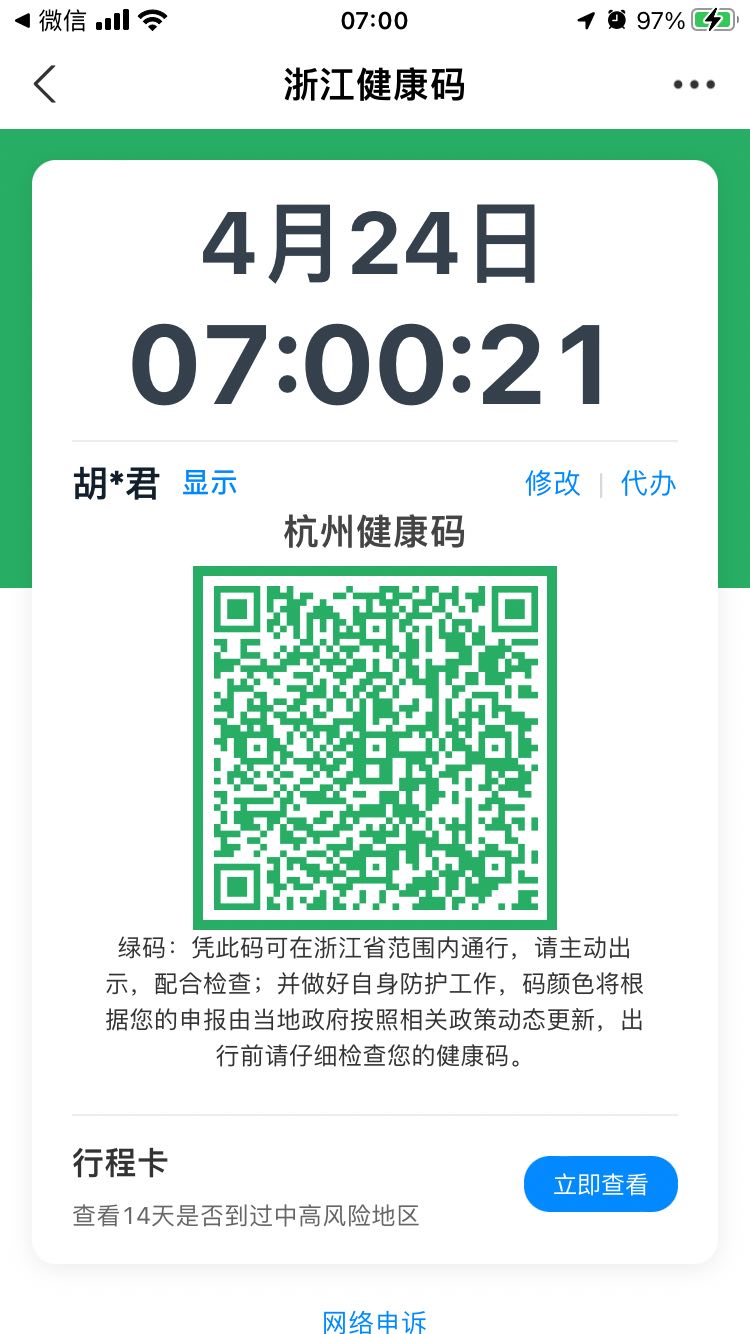 微信 07:00 97%
浙江健康码
4月24日
07:00:21
胡*君 显示 修改 | 代办
杭州健康码
绿码：凭此码可在浙江省范围内通行，请主动出
示，配合检查；并做好自身防护工作，码颜色将根
据您的申报由当地政府按照相关政策动态更新，出
行前请仔细检查您的健康码。
行程卡
立即查看
查看14天是否到过中高风险地区
网络申诉